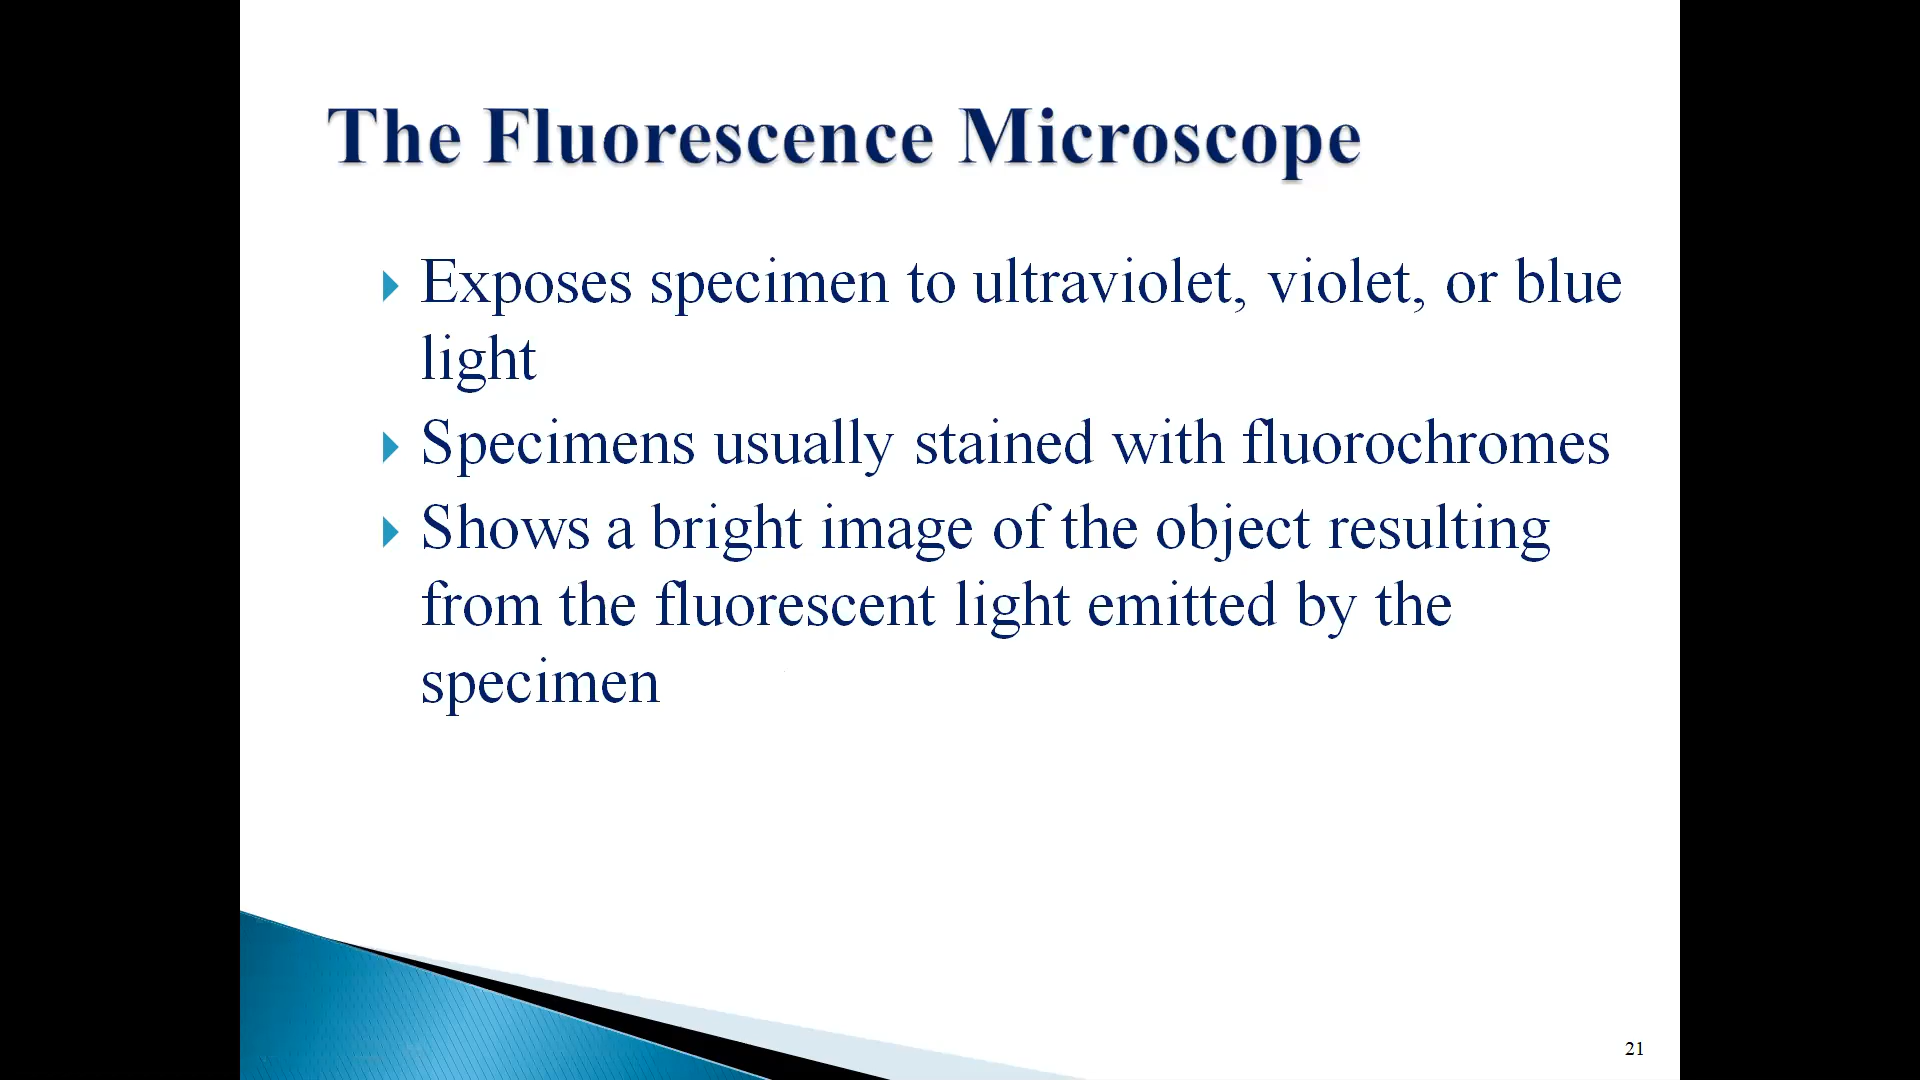 The Fluorescence Microscope
Exposes specimen to ultraviolet, violet, or blue
light
Specimens usually stained with fluorochromes
Shows a bright image of the object resulting
from the fluorescent light emitted by the
specimen
21